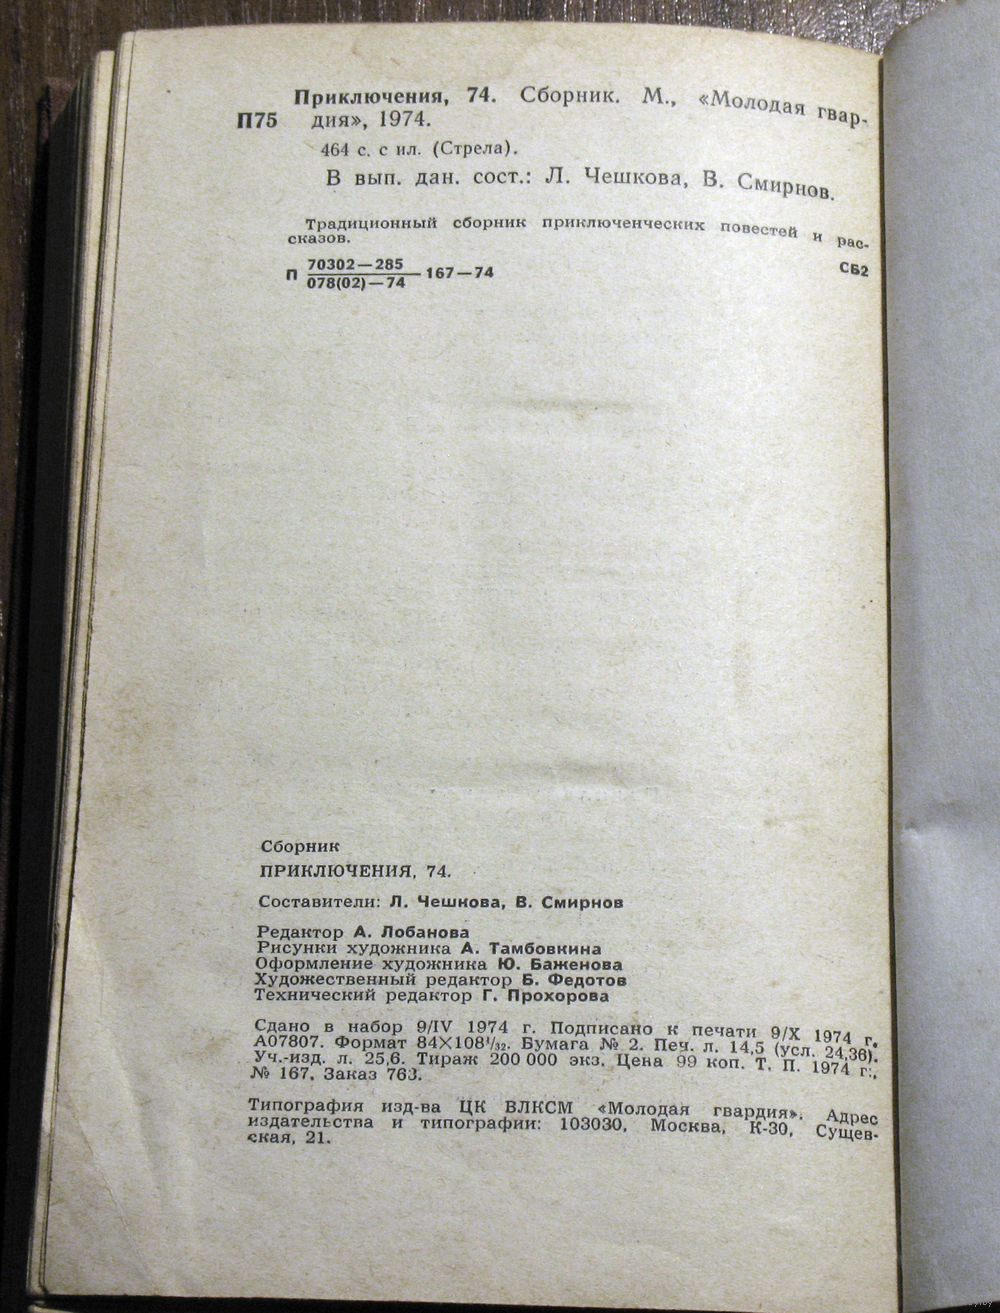 Приключения, 74. Сборник. М., «Молодая гвар-
П75 дия», 1974.
464 с. с ил. (Стрела).
В вып. дан. сост.: Л. Чешкова, В. Смирнов.
Традиционный сборник приключенческих повестей и рас-
сказов.
П 70302—285
078(02)—74 167—74 СБ2
Сборник
ПРИКЛЮЧЕНИЯ, 74.
Составители: Л. Чешкова, В. Смирнов
Редактор А. Лобанова
Рисунки художника А. Тамбовкина
Оформление художника Ю. Баженова
Художественный редактор Б. Федотов
Технический редактор Г. Прохорова
Сдано в набор 9/IV 1974 г. Подписано к печати 9/X 1974 г.
А07807. Формат 84×108¹/₃₂. Бумага № 2. Печ. л. 14,5 (усл. 24,36).
Уч.-изд. л. 25,6. Тираж 200 000 экз. Цена 99 коп. Т. П. 1974 г.,
№ 167. Заказ 763.
Типография изд-ва ЦК ВЛКСМ «Молодая гвардия». Адрес
издательства и типографии: 103030, Москва, К-30, Сущев-
ская, 21.